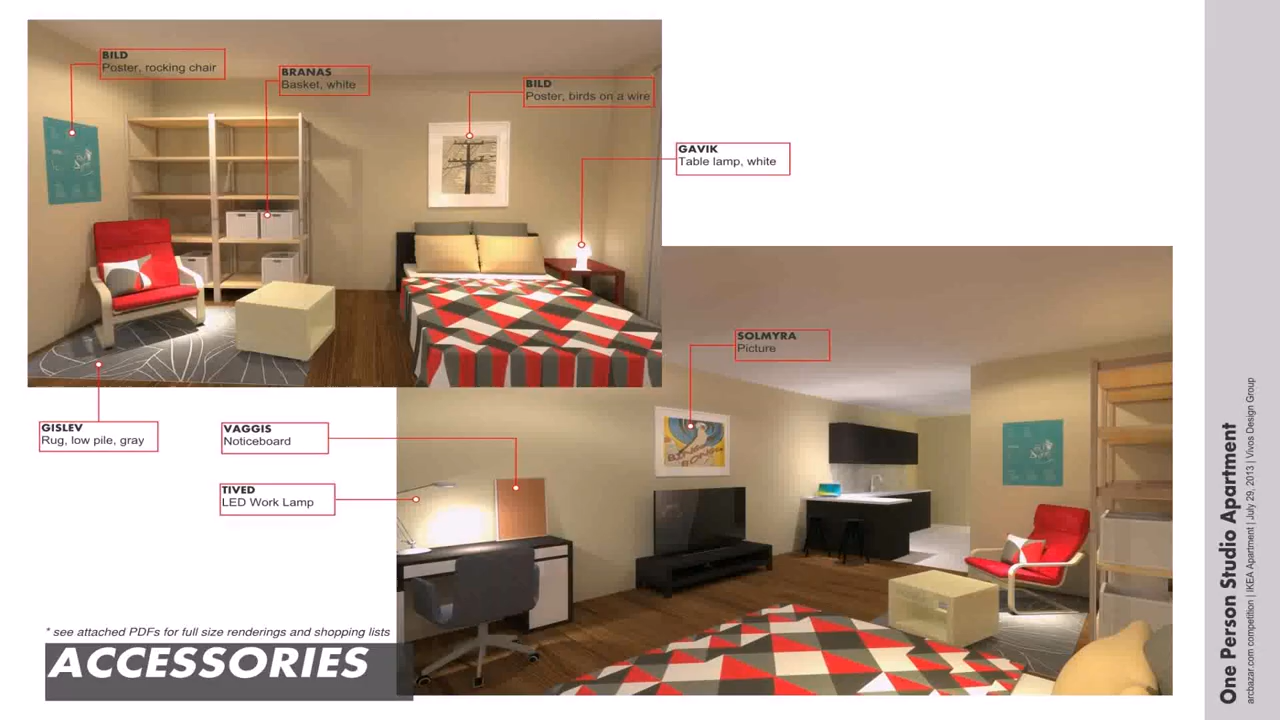 BILD
Poster, rocking chair
BRANAS
Basket, white
BILD
Poster, birds on a wire
GAVIK
Table lamp, white
SOLMYRA
Picture
GISLEV
Rug, low pile, gray
VAGGIS
Noticeboard
TIVED
LED Work Lamp
* see attached PDFs for full size renderings and shopping lists
ACCESSORIES
One Person Studio Apartment
arcbazar.com competition | IKEA Apartment | July 29, 2013 | Vivos Design Group